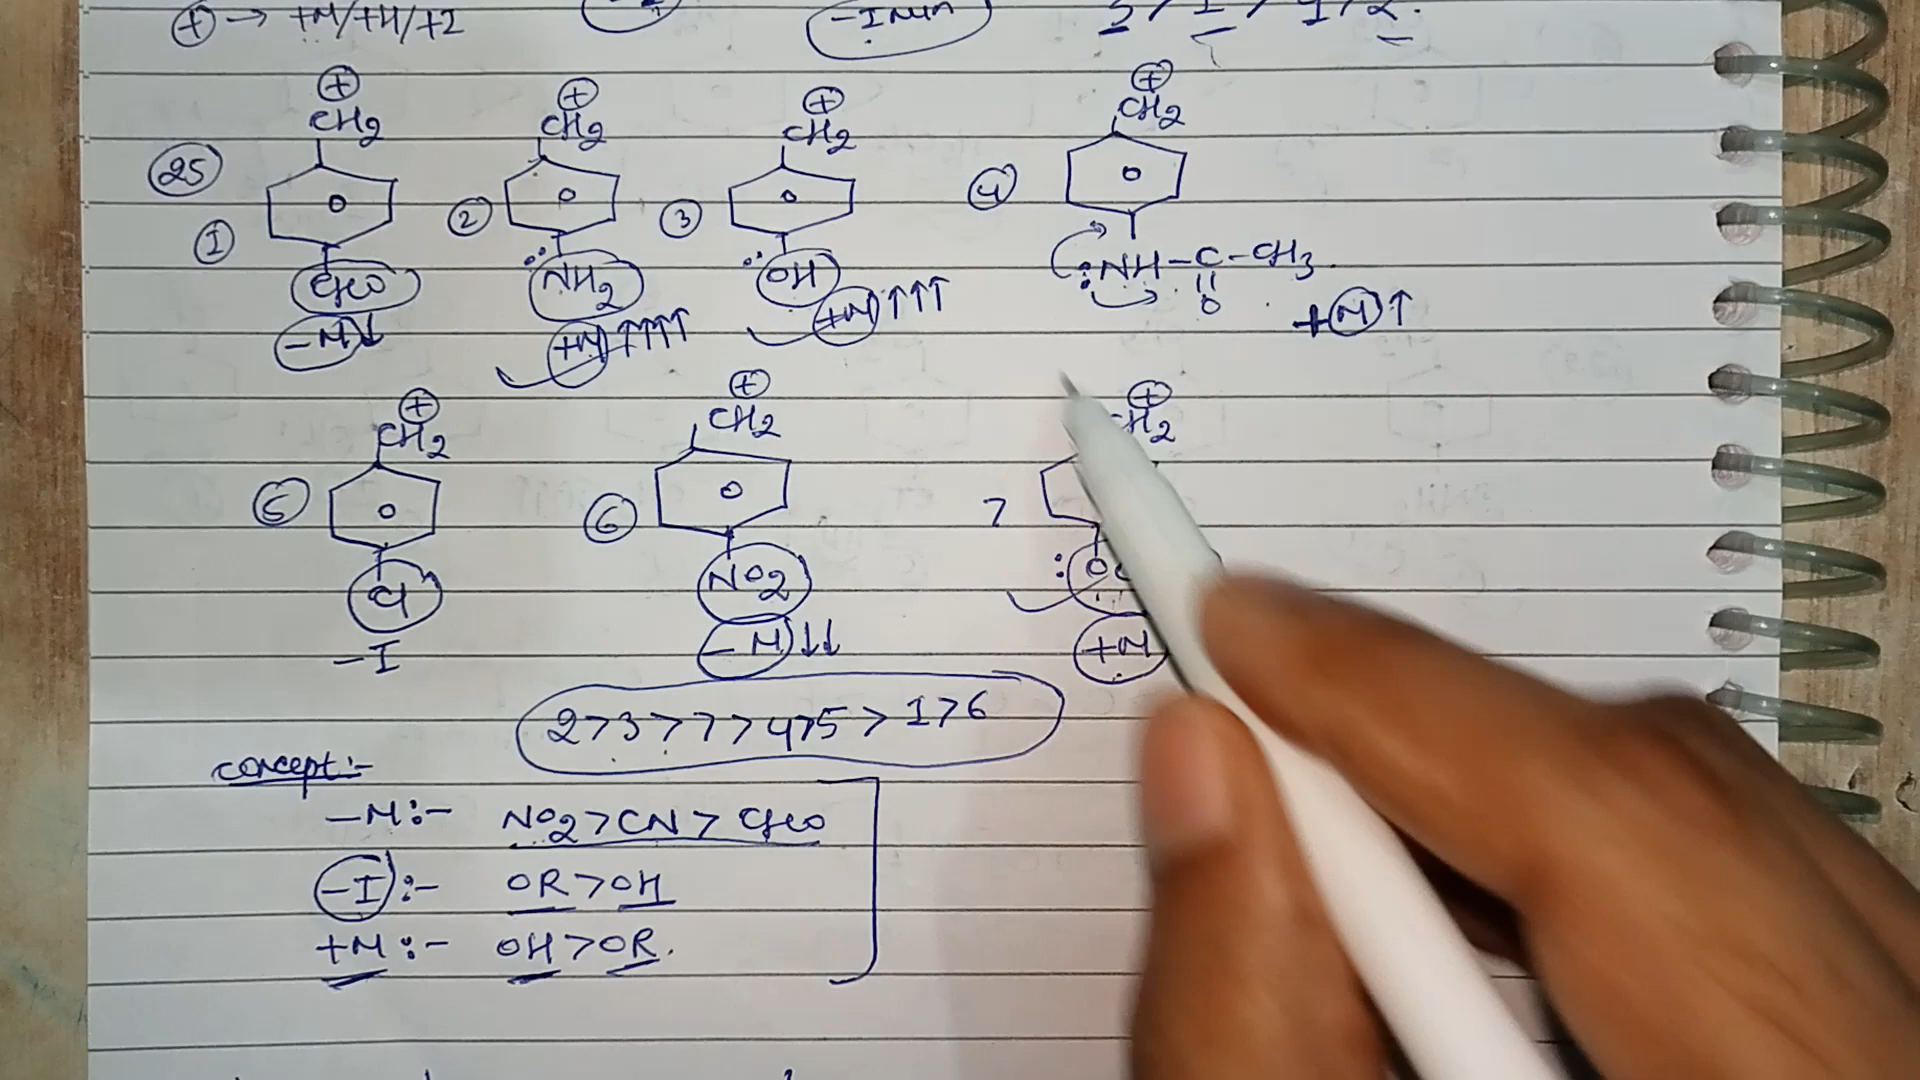 ⊕ → +M/+H/+I
⊕ ⊕ ⊕ ⊕
CH2 CH2 CH2 CH2
25
1 2 3 4
CHO NH2 OH :NH-C-CH3
O
-M↓ +M↑↑↑↑ +M↑↑↑ +M↑
⊕ ⊕ ⊕
CH2 CH2 CH2
5 6 7
Cl NO2
-I -M↓↓ +M
2>3>7>4>5>1>6
concept:-
-M:- NO2>CN>CHO
-I:- OR>OH
+M:- OH>OR.